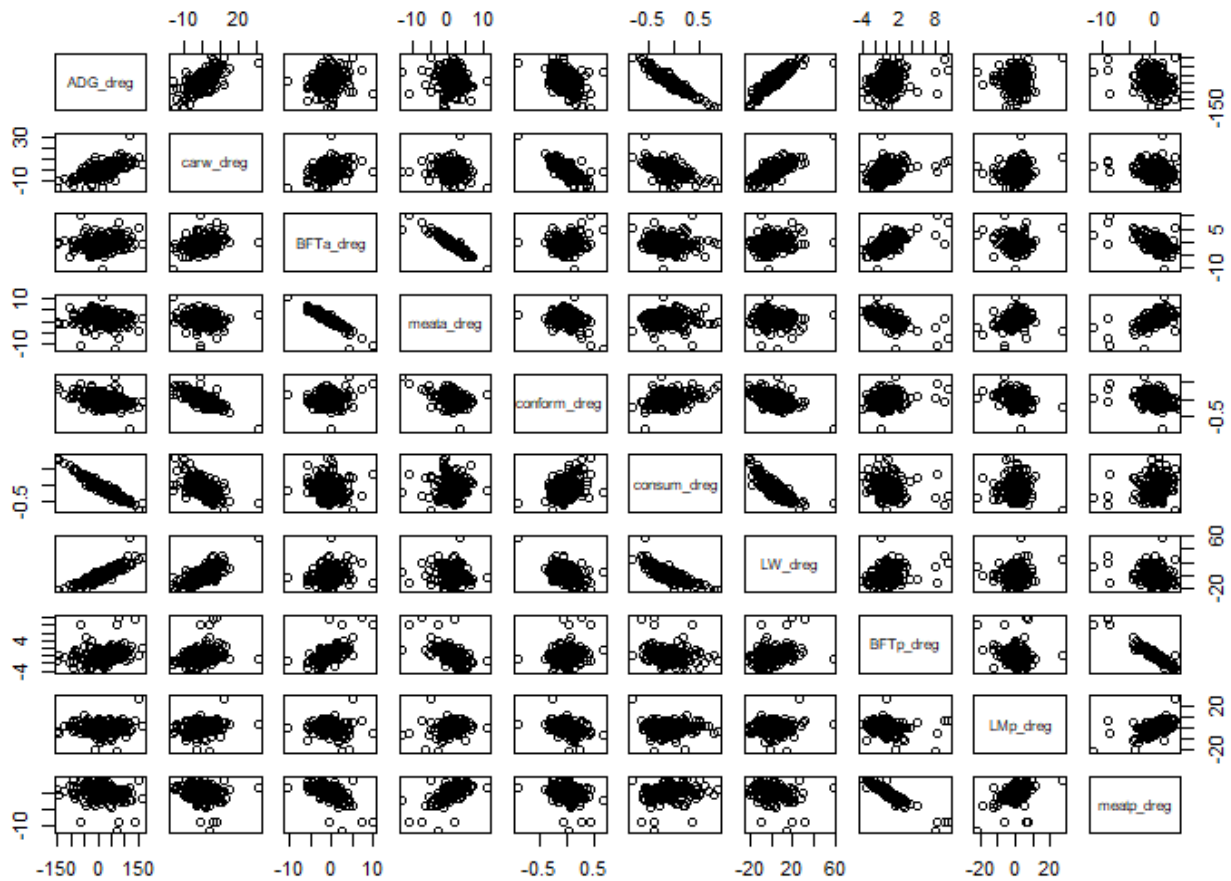 -10 20 -10 0 10 -0.5 0.5 -4 2 8 -10 0
ADG_dreg -150
-10 30 carw_dreg
BFTa_dreg -10 5
-10 10 meata_dreg
conform_dreg -0.5
-0.5 consum_dreg
LW_dreg -20 60
-4 4 BFTp_dreg
LMp_dreg -20 20
-10 meatp_dreg
-150 0 150 -10 0 10 -0.5 0.5 -20 20 60 -20 0 20